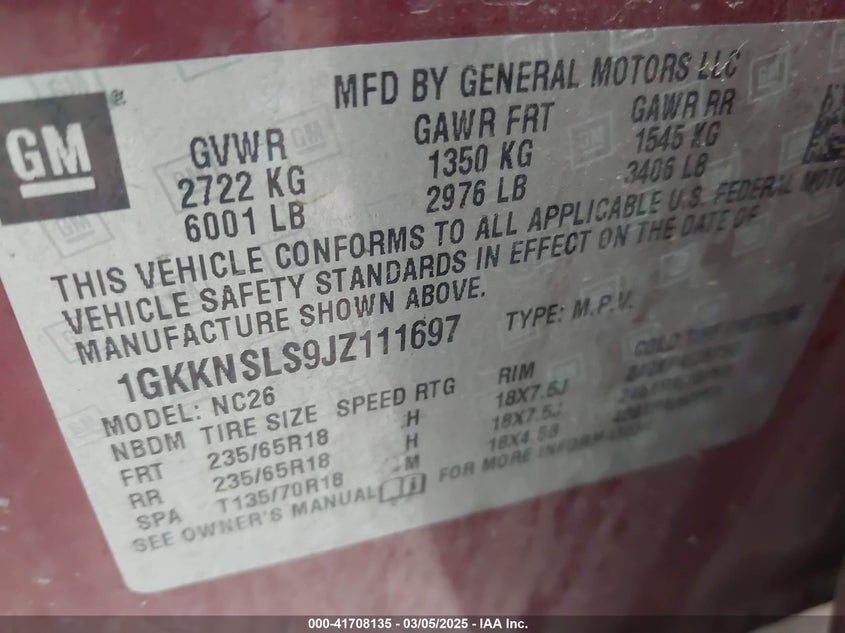 GM
MFD BY GENERAL MOTORS LLC
GVWR GAWR FRT GAWR RR
2722 KG 1350 KG 1545 KG
6001 LB 2976 LB 3406 LB
THIS VEHICLE CONFORMS TO ALL APPLICABLE U.S. FEDERAL MOTO
VEHICLE SAFETY STANDARDS IN EFFECT ON THE DATE OF
MANUFACTURE SHOWN ABOVE.
1GKKNSLS9JZ111697 TYPE: M.P.V.
MODEL: NC26
NBDM TIRE SIZE SPEED RTG RIM COLD TIRE PRESSURE
FRT 235/65R18 H 18X7.5J
RR 235/65R18 H 18X7.5J
SPA T135/70R18 M 18X4.5B
SEE OWNER'S MANUAL FOR MORE INFORMATION
000-41708135 - 03/05/2025 - IAA Inc.